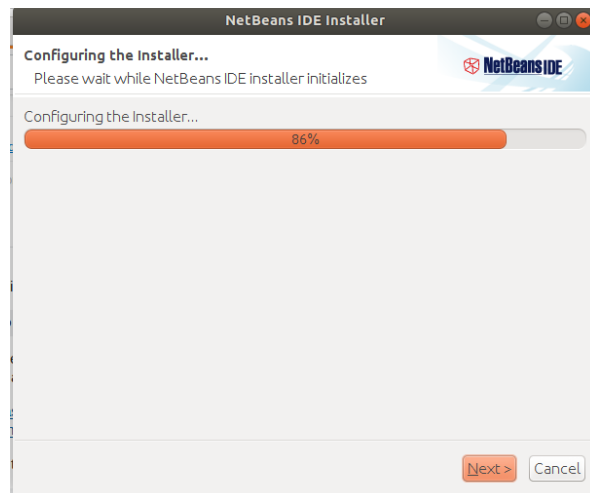 NetBeans IDE Installer
Configuring the Installer...
Please wait while NetBeans IDE installer initializes
NetBeans IDE
Configuring the Installer...
86%
Next >
Cancel